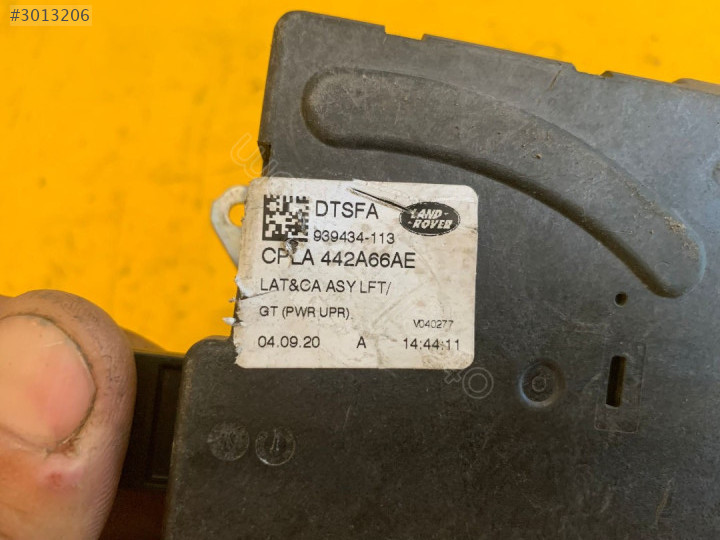 #3013206
DTSFA
LAND-
-ROVER
939434-113
CPLA 442A66AE
LAT&CA ASY LFT/
GT (PWR UPR)
V040277
04.09.20 A 14:44:11